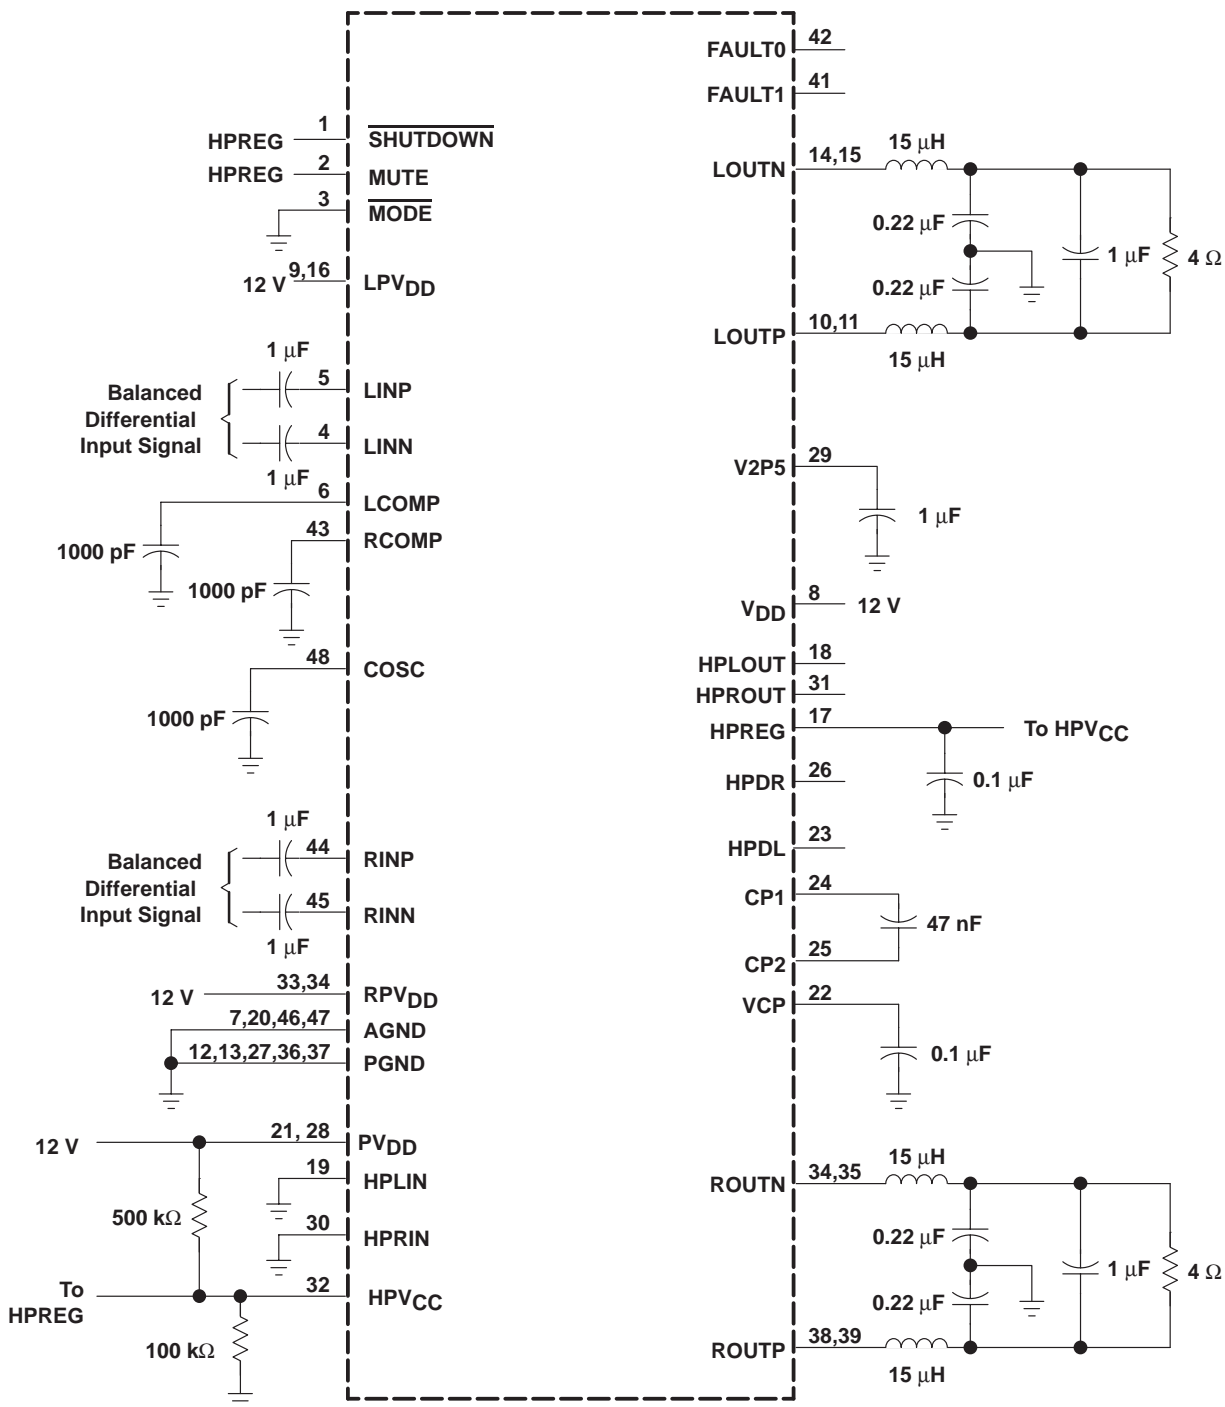 FAULT0 42
FAULT1 41
HPREG 1 SHUTDOWN
HPREG 2 MUTE
3 MODE
12 V 9,16 LPVDD
LOUTN 14,15 15 μH
0.22 μF
0.22 μF
1 μF
4 Ω
LOUTP 10,11 15 μH
1 μF
Balanced
Differential
Input Signal
5 LINP
4 LINN
1 μF
6 LCOMP
1000 pF
43 RCOMP
1000 pF
V2P5 29
1 μF
VDD 8 12 V
48 COSC
1000 pF
HPLOUT 18
HPROUT 31
HPREG 17 To HPVCC
0.1 μF
HPDR 26
HPDL 23
1 μF
Balanced
Differential
Input Signal
44 RINP
45 RINN
1 μF
CP1 24
47 nF
CP2 25
VCP 22
0.1 μF
12 V 33,34 RPVDD
7,20,46,47 AGND
12,13,27,36,37 PGND
12 V 21, 28 PVDD
19 HPLIN
500 kΩ
30 HPRIN
To
HPREG
32 HPVCC
100 kΩ
ROUTN 34,35 15 μH
0.22 μF
0.22 μF
1 μF
4 Ω
ROUTP 38,39 15 μH